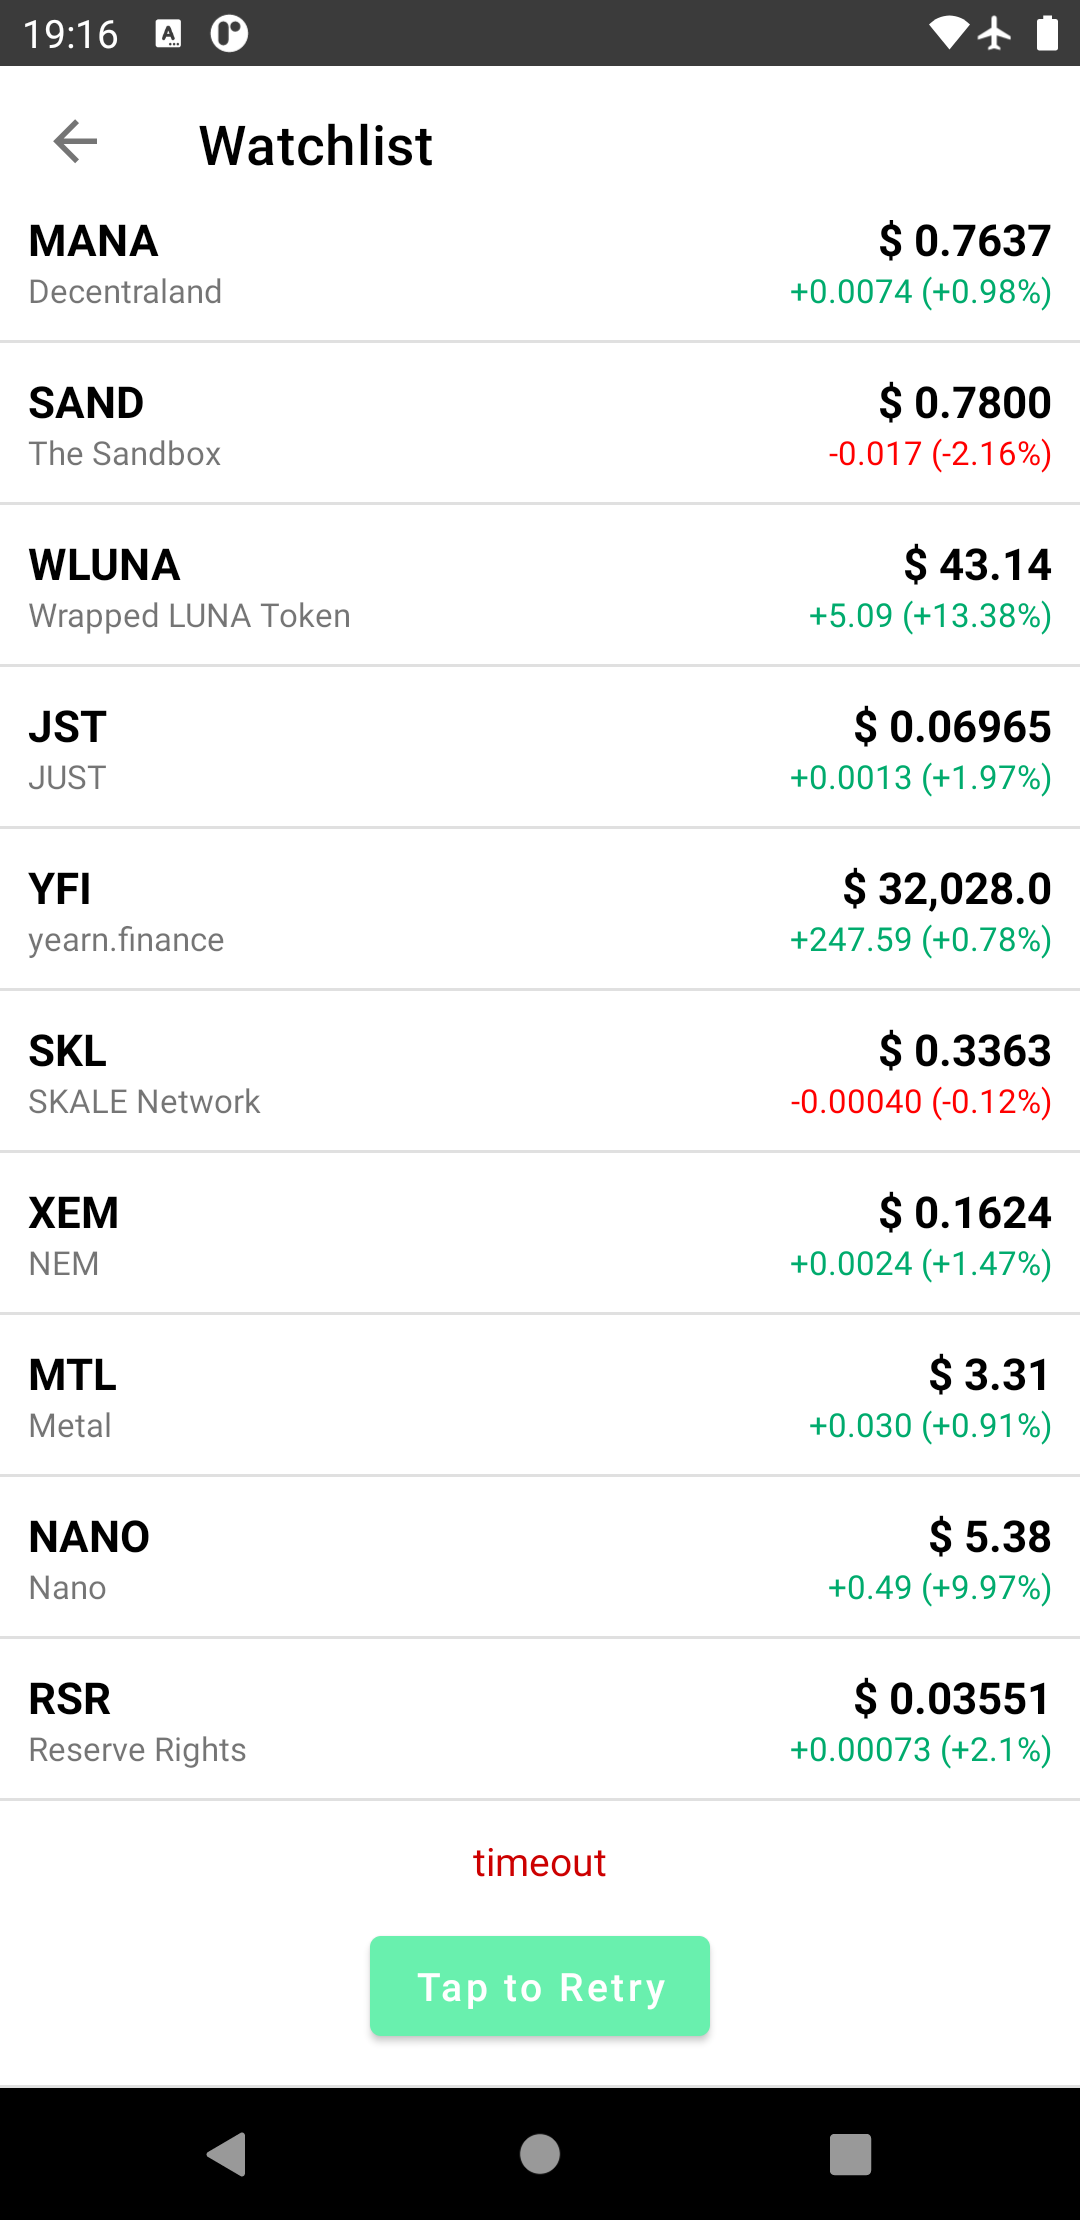 19:16
Watchlist
MANA
$ 0.7637
Decentraland
+0.0074 (+0.98%)
SAND
$ 0.7800
The Sandbox
-0.017 (-2.16%)
WLUNA
$ 43.14
Wrapped LUNA Token
+5.09 (+13.38%)
JST
$ 0.06965
JUST
+0.0013 (+1.97%)
YFI
$ 32,028.0
yearn.finance
+247.59 (+0.78%)
SKL
$ 0.3363
SKALE Network
-0.00040 (-0.12%)
XEM
$ 0.1624
NEM
+0.0024 (+1.47%)
MTL
$ 3.31
Metal
+0.030 (+0.91%)
NANO
$ 5.38
Nano
+0.49 (+9.97%)
RSR
$ 0.03551
Reserve Rights
+0.00073 (+2.1%)
timeout
Tap to Retry